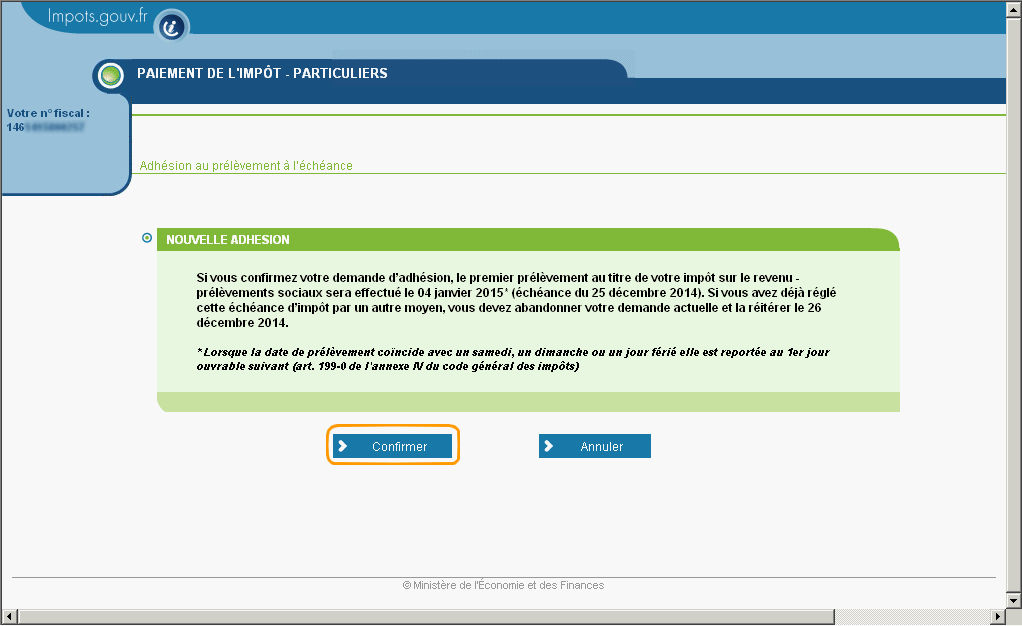 Impots.gouv.fr
PAIEMENT DE L'IMPÔT - PARTICULIERS
Votre n° fiscal :
146
Adhésion au prélèvement à l'échéance
NOUVELLE ADHESION
Si vous confirmez votre demande d'adhésion, le premier prélèvement au titre de votre impôt sur le revenu -
prélèvements sociaux sera effectué le 04 janvier 2015* (échéance du 25 décembre 2014). Si vous avez déjà réglé
cette échéance d'impôt par un autre moyen, vous devez abandonner votre demande actuelle et la réitérer le 26
décembre 2014.
*Lorsque la date de prélèvement coïncide avec un samedi, un dimanche ou un jour férié elle est reportée au 1er jour
ouvrable suivant (art. 199-0 de l'annexe IV du code général des impôts)
Confirmer
Annuler
© Ministère de l'Économie et des Finances